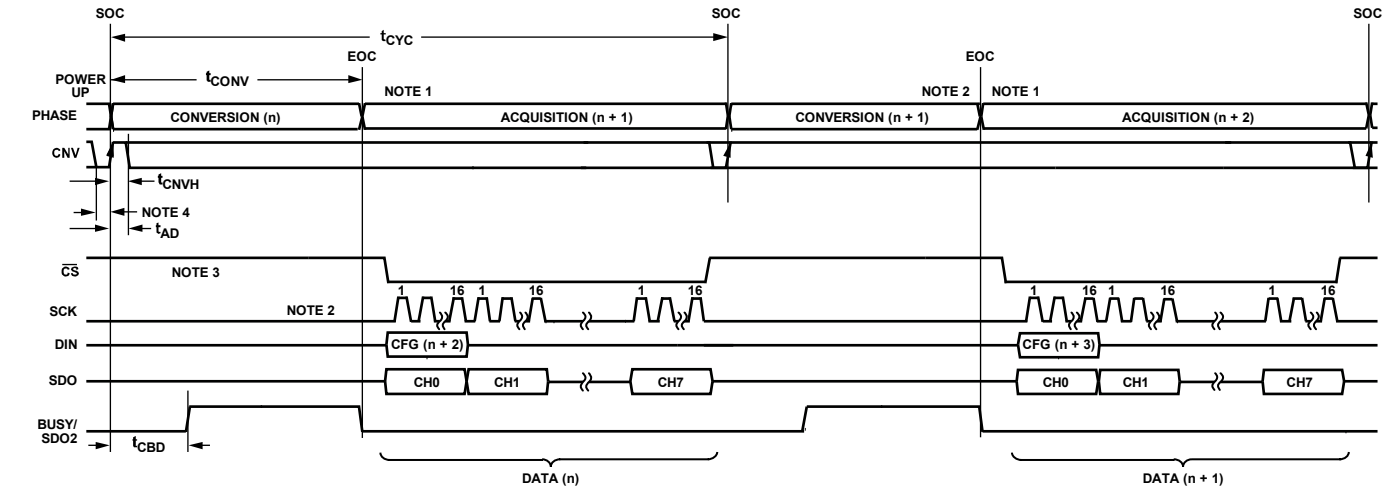 SOC SOC SOC
tCYC
EOC EOC
POWER UP
tCONV
NOTE 1 NOTE 2 NOTE 1
PHASE CONVERSION (n) ACQUISITION (n + 1) CONVERSION (n + 1) ACQUISITION (n + 2)
CNV
tCNVH
NOTE 4
tAD
CS NOTE 3
1 16 1 16 1 16 1 16 1 16 1 16
SCK NOTE 2
DIN CFG (n + 2) CFG (n + 3)
SDO CH0 CH1 CH7 CH0 CH1 CH7
BUSY/
SDO2
tCBD
DATA (n) DATA (n + 1)